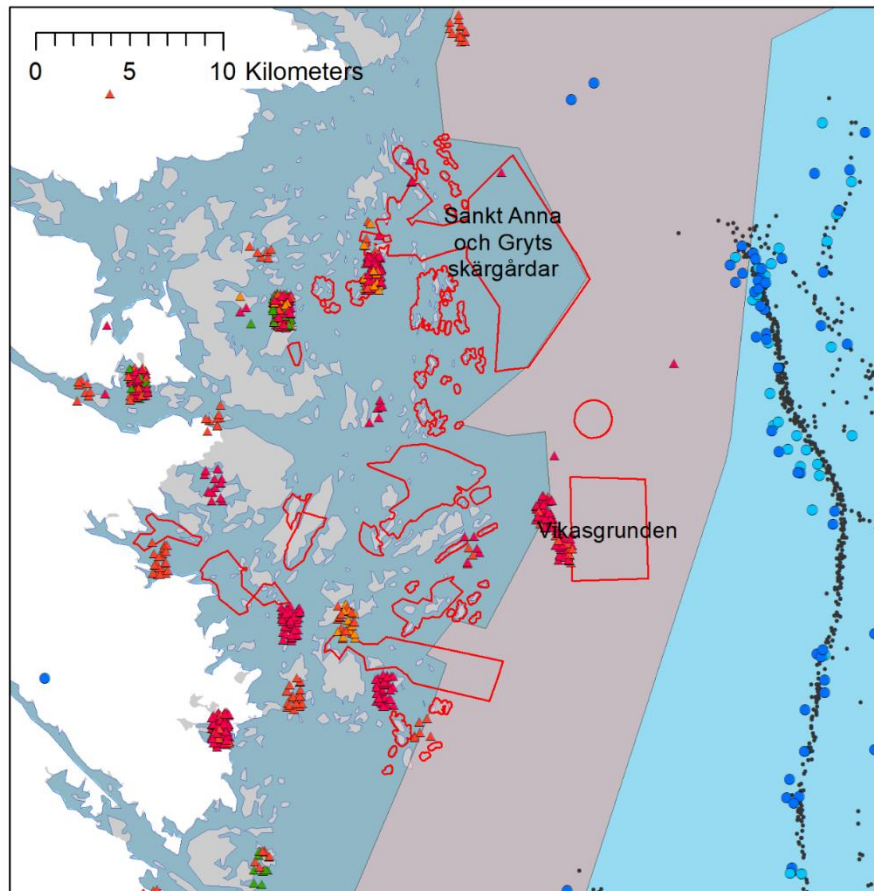 0 5 10 Kilometers
Sankt Anna
och Gryts
skärgårdar
Vikasgrunden